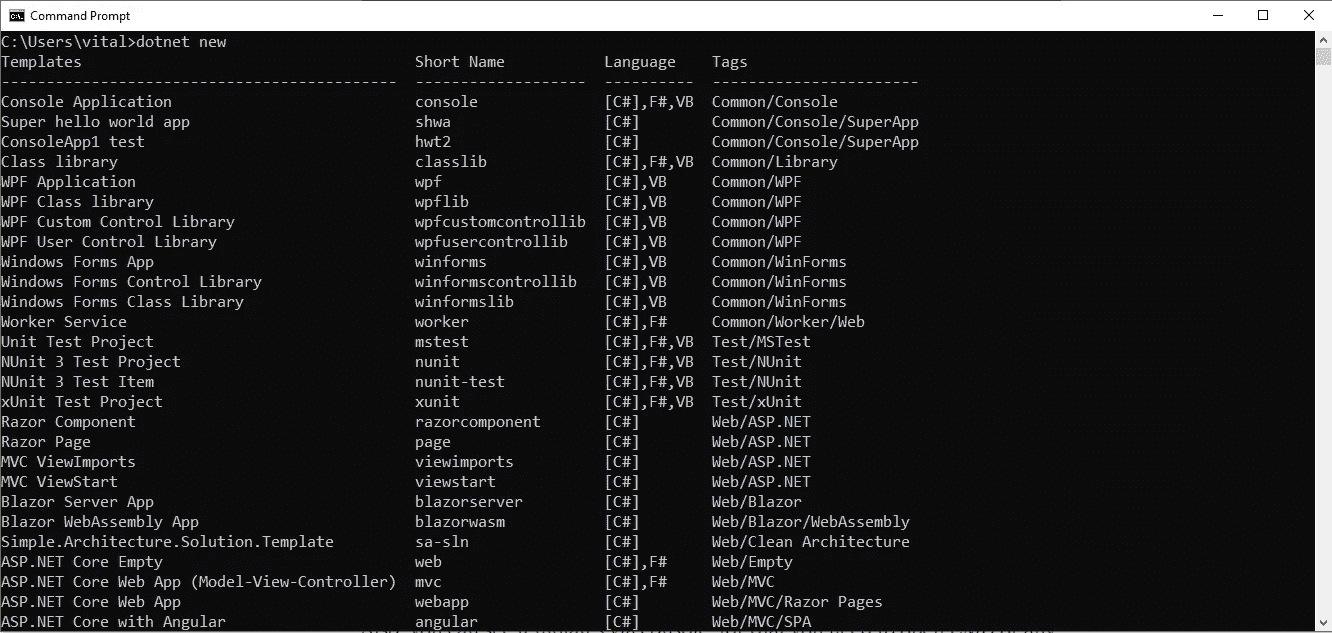 Command Prompt
C:\Users\vital>dotnet new
Templates                                     Short Name           Language    Tags
--------------------------------------------  -------------------  ----------  -----------------------
Console Application                           console              [C#],F#,VB  Common/Console
Super hello world app                         shwa                 [C#]        Common/Console/SuperApp
ConsoleApp1 test                              hwt2                 [C#]        Common/Console/SuperApp
Class library                                 classlib             [C#],F#,VB  Common/Library
WPF Application                               wpf                  [C#],VB     Common/WPF
WPF Class library                             wpflib               [C#],VB     Common/WPF
WPF Custom Control Library                    wpfcustomcontrollib  [C#],VB     Common/WPF
WPF User Control Library                      wpfusercontrollib    [C#],VB     Common/WPF
Windows Forms App                             winforms             [C#],VB     Common/WinForms
Windows Forms Control Library                 winformscontrollib   [C#],VB     Common/WinForms
Windows Forms Class Library                   winformslib          [C#],VB     Common/WinForms
Worker Service                                worker               [C#],F#     Common/Worker/Web
Unit Test Project                             mstest               [C#],F#,VB  Test/MSTest
NUnit 3 Test Project                          nunit                [C#],F#,VB  Test/NUnit
NUnit 3 Test Item                             nunit-test           [C#],F#,VB  Test/NUnit
xUnit Test Project                            xunit                [C#],F#,VB  Test/xUnit
Razor Component                               razorcomponent       [C#]        Web/ASP.NET
Razor Page                                    page                 [C#]        Web/ASP.NET
MVC ViewImports                               viewimports          [C#]        Web/ASP.NET
MVC ViewStart                                 viewstart            [C#]        Web/ASP.NET
Blazor Server App                             blazorserver         [C#]        Web/Blazor
Blazor WebAssembly App                        blazorwasm           [C#]        Web/Blazor/WebAssembly
Simple.Architecture.Solution.Template         sa-sln               [C#]        Web/Clean Architecture
ASP.NET Core Empty                            web                  [C#],F#     Web/Empty
ASP.NET Core Web App (Model-View-Controller)  mvc                  [C#],F#     Web/MVC
ASP.NET Core Web App                          webapp               [C#]        Web/MVC/Razor Pages
ASP.NET Core with Angular                     angular              [C#]        Web/MVC/SPA